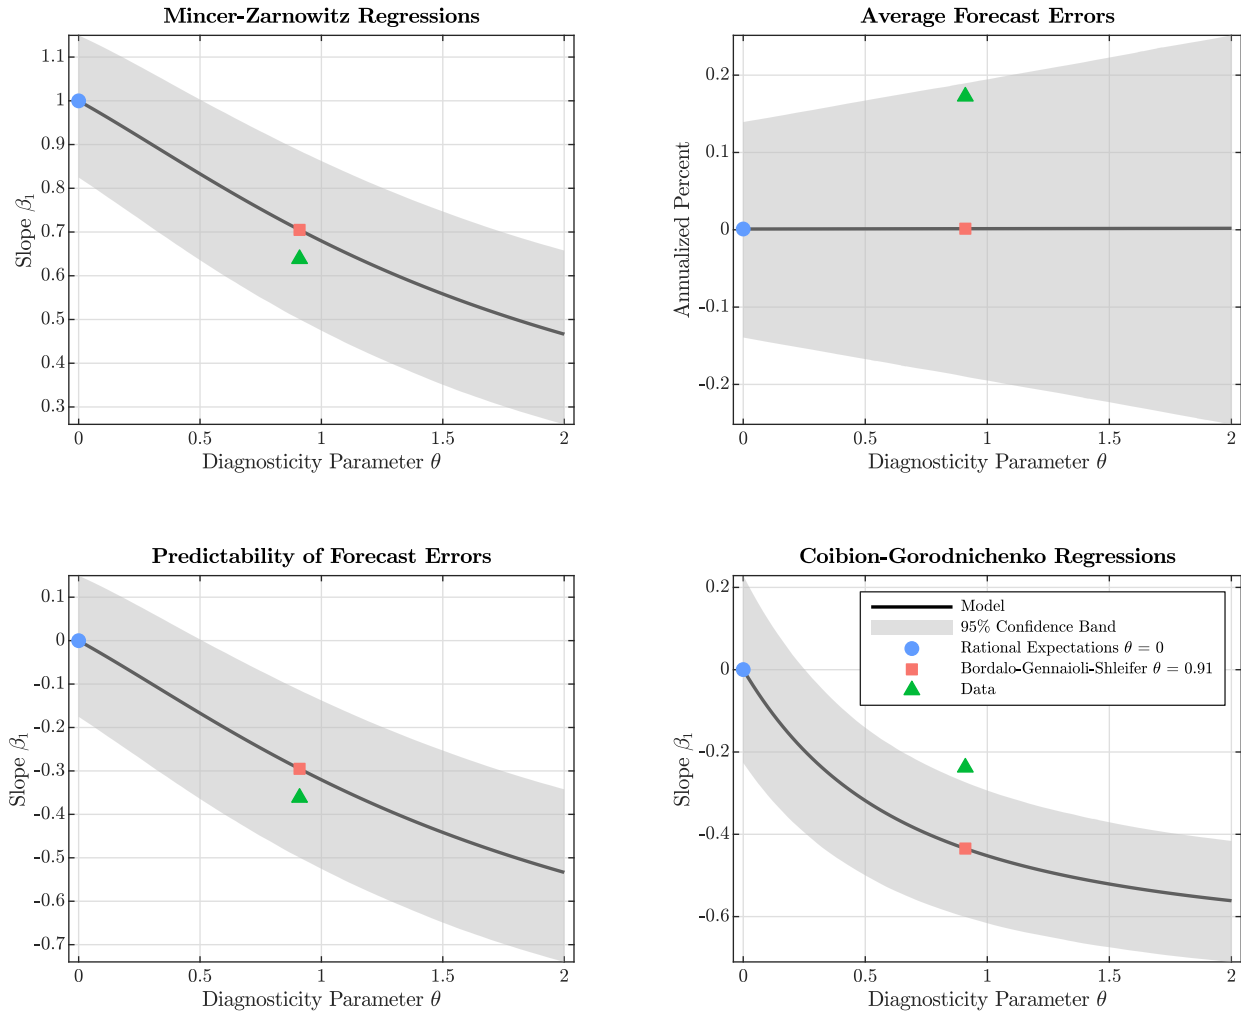 Mincer-Zarnowitz Regressions
1.1
1
0.9
0.8
0.7
0.6
0.5
0.4
0.3
Slope β₁
0 0.5 1 1.5 2
Diagnosticity Parameter θ
Average Forecast Errors
0.2
0.1
0
-0.1
-0.2
Annualized Percent
0 0.5 1 1.5 2
Diagnosticity Parameter θ
Predictability of Forecast Errors
0.1
0
-0.1
-0.2
-0.3
-0.4
-0.5
-0.6
-0.7
Slope β₁
0 0.5 1 1.5 2
Diagnosticity Parameter θ
Coibion-Gorodnichenko Regressions
0.2
0
-0.2
-0.4
-0.6
Slope β₁
Model
95% Confidence Band
Rational Expectations θ = 0
Bordalo-Gennaioli-Shleifer θ = 0.91
Data
0 0.5 1 1.5 2
Diagnosticity Parameter θ